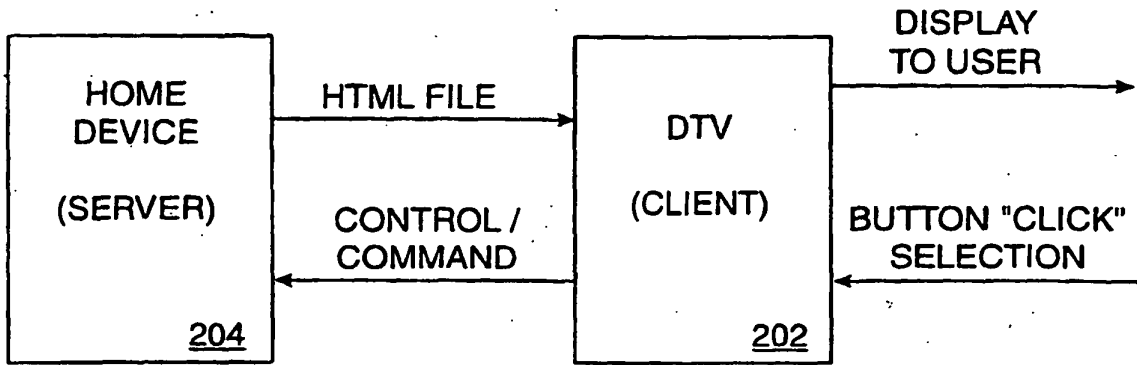 HOME
DEVICE
(SERVER)
204
HTML FILE
CONTROL /
COMMAND
DTV
(CLIENT)
202
DISPLAY
TO USER
BUTTON "CLICK"
SELECTION